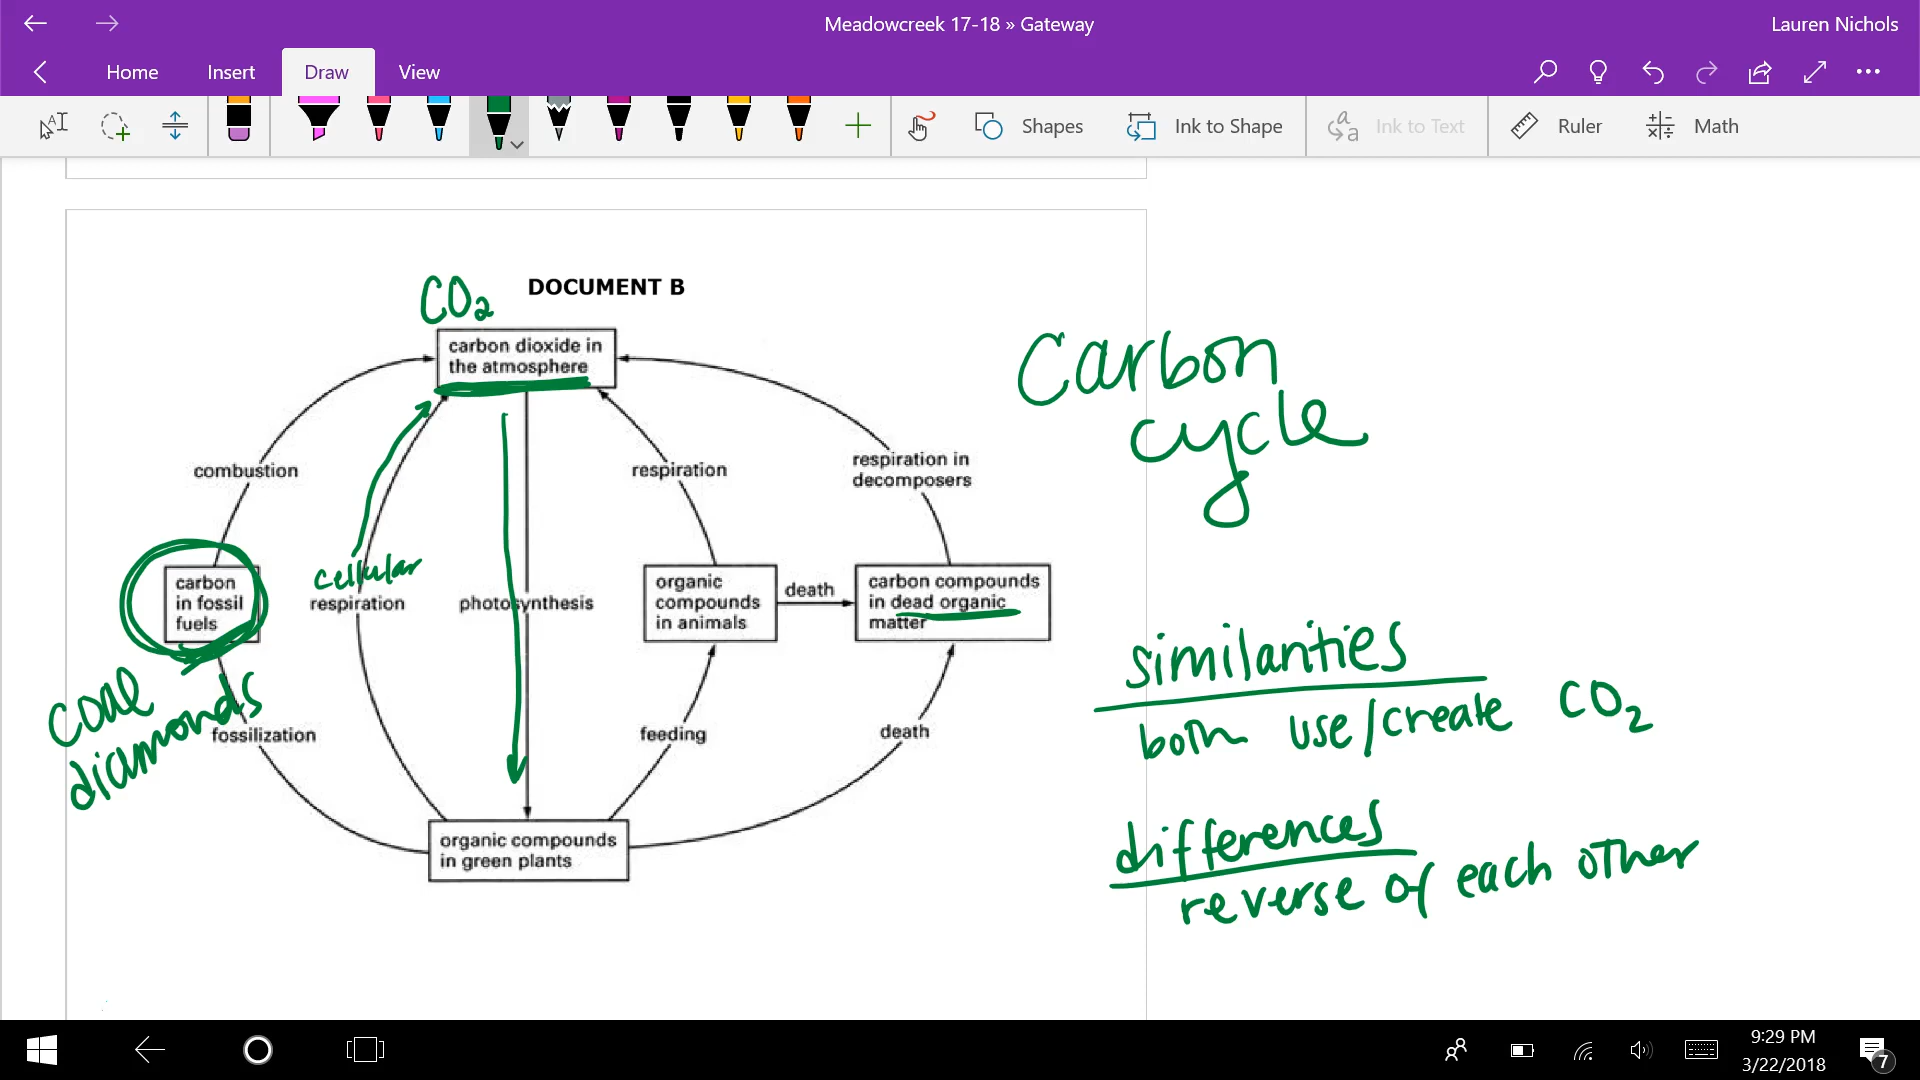 Meadowcreek 17-18 » Gateway
Lauren Nichols
Home
Insert
Draw
View
Shapes
Ink to Shape
Ink to Text
Ruler
Math
CO2
DOCUMENT B
carbon dioxide in
the atmosphere
Carbon
cycle
combustion
respiration
respiration in
decomposers
carbon
in fossil
fuels
cellular
respiration
photosynthesis
organic
compounds
in animals
death
carbon compounds
in dead organic
matter
coal
diamonds
fossilization
feeding
death
similarities
both use/create CO2
organic compounds
in green plants
differences
reverse of each other
9:29 PM
3/22/2018
7